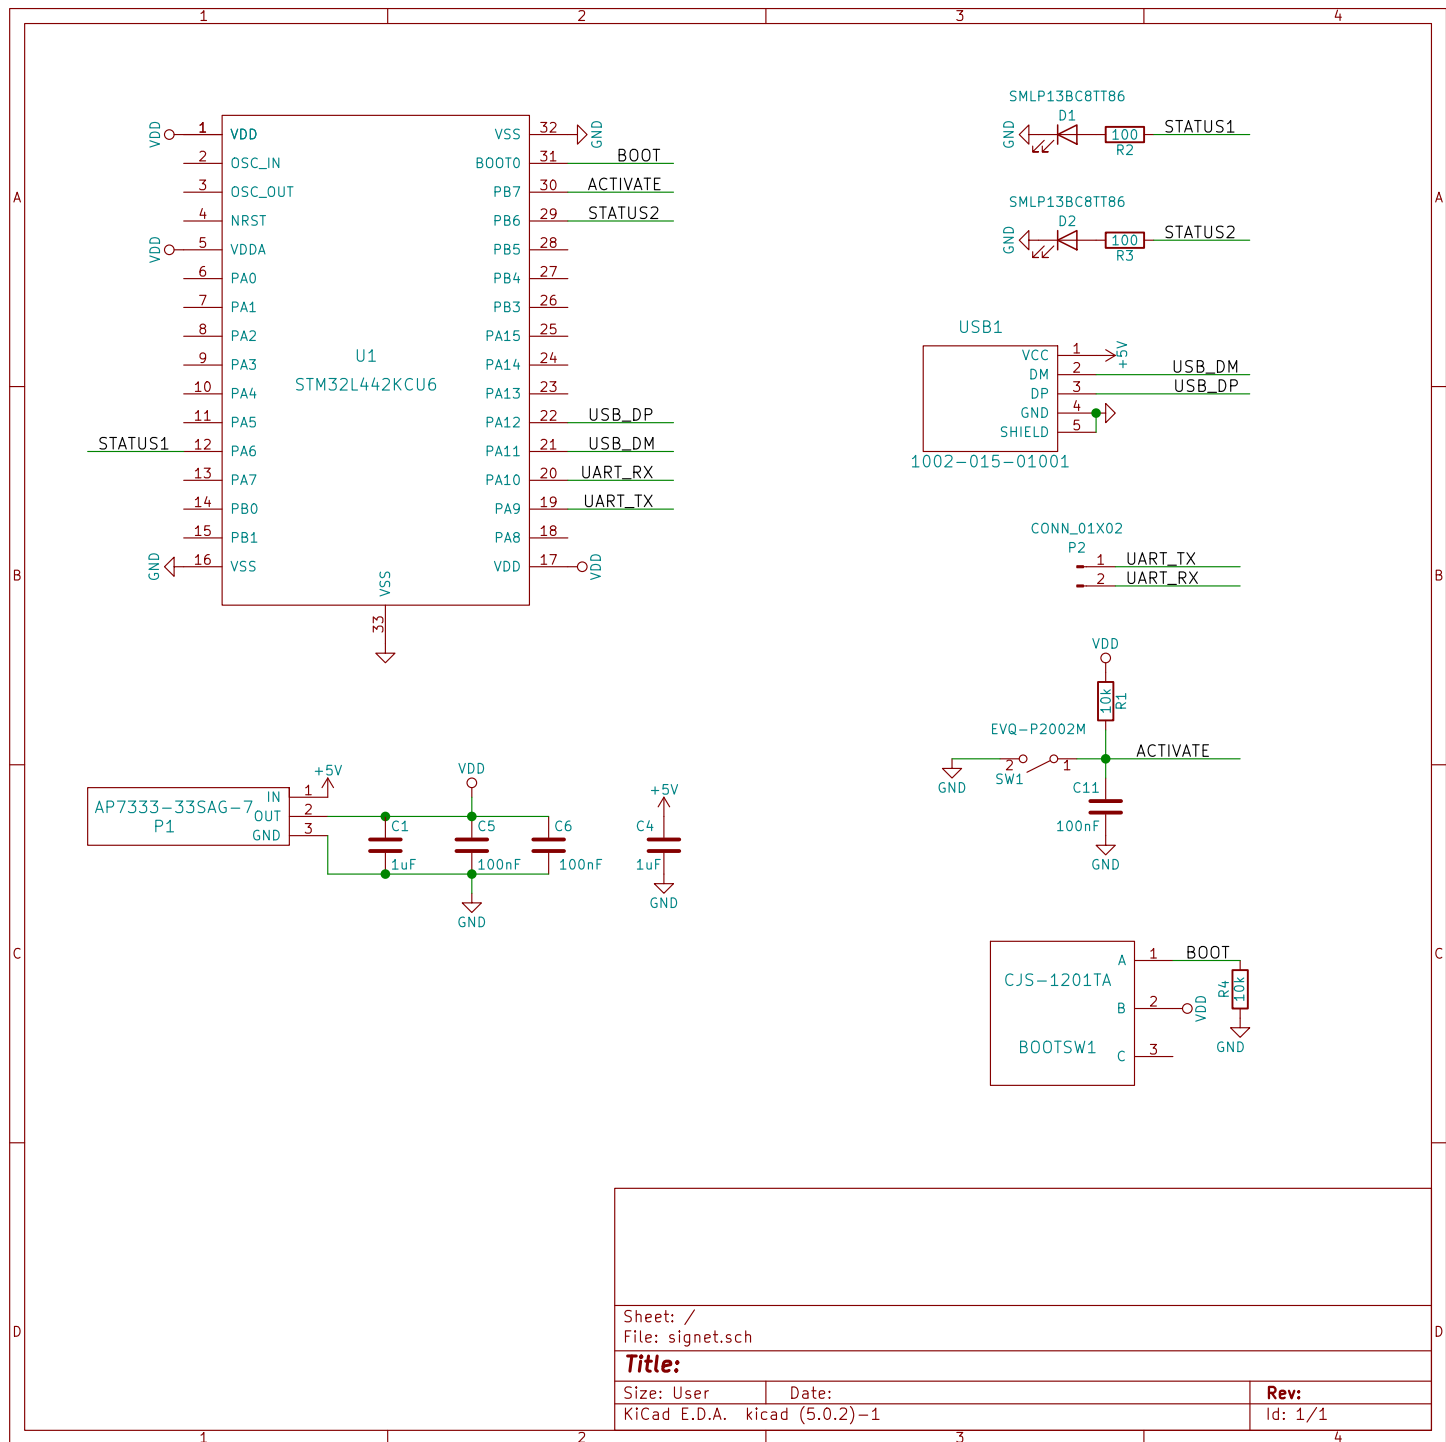 1 2 3 4
A
B
C
D
A
B
C
D
1 2 3 4
VDD
1 VDD
2 OSC_IN
3 OSC_OUT
4 NRST
VDD
5 VDDA
6 PA0
7 PA1
8 PA2
9 PA3
10 PA4
11 PA5
STATUS1 12 PA6
13 PA7
14 PB0
15 PB1
GND 16 VSS
U1
STM32L442KCU6
VSS 32 GND
BOOT0 31 BOOT
PB7 30 ACTIVATE
PB6 29 STATUS2
PB5 28
PB4 27
PB3 26
PA15 25
PA14 24
PA13 23
PA12 22 USB_DP
PA11 21 USB_DM
PA10 20 UART_RX
PA9 19 UART_TX
PA8 18
VDD 17 VDD
VSS
33
SMLP13BC8TT86
D1
GND 100 STATUS1
R2
SMLP13BC8TT86
D2
GND 100 STATUS2
R3
USB1
VCC 1 +5V
DM 2 USB_DM
DP 3 USB_DP
GND 4
SHIELD 5
1002-015-01001
CONN_01X02
P2
1 UART_TX
2 UART_RX
VDD
10k R1
EVQ-P2002M
2 1 ACTIVATE
SW1
GND
C11
100nF
GND
+5V
AP7333-33SAG-7
P1
IN 1
OUT 2
GND 3
VDD
C1
1uF
C5
100nF
C6
100nF
GND
+5V
C4
1uF
GND
CJS-1201TA
BOOTSW1
A 1 BOOT
B 2 VDD
C 3
R4 10k
GND
Sheet: /
File: signet.sch
Title:
Size: User Date: Rev:
KiCad E.D.A. kicad (5.0.2)-1 Id: 1/1